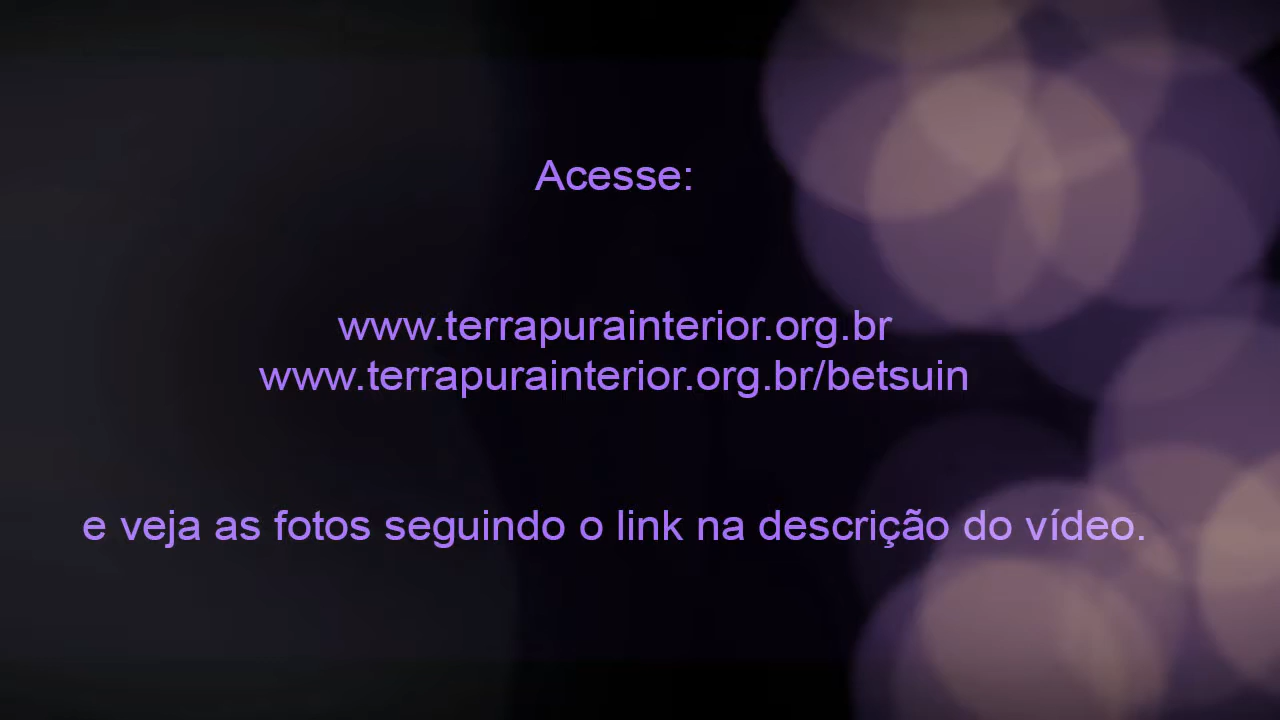 Acesse:
www.terrapurainterior.org.br
www.terrapurainterior.org.br/betsuin
e veja as fotos seguindo o link na descrição do vídeo.